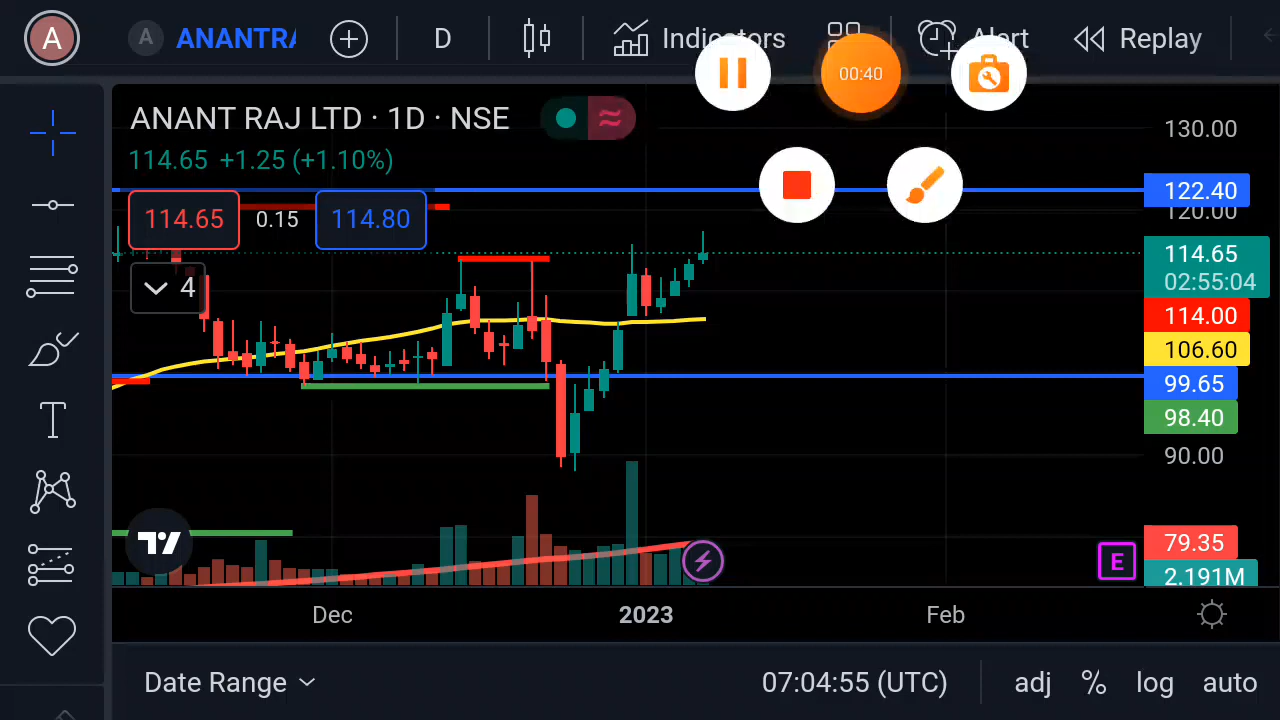 A
A ANANTRA D Indicators Alert Replay
00:40
ANANT RAJ LTD · 1D · NSE
114.65 +1.25 (+1.10%)
114.65 0.15 114.80
4
130.00
122.40
120.00
114.65
02:55:04
114.00
106.60
99.65
98.40
90.00
79.35
2.191M
E
Dec 2023 Feb
Date Range 07:04:55 (UTC) adj % log auto